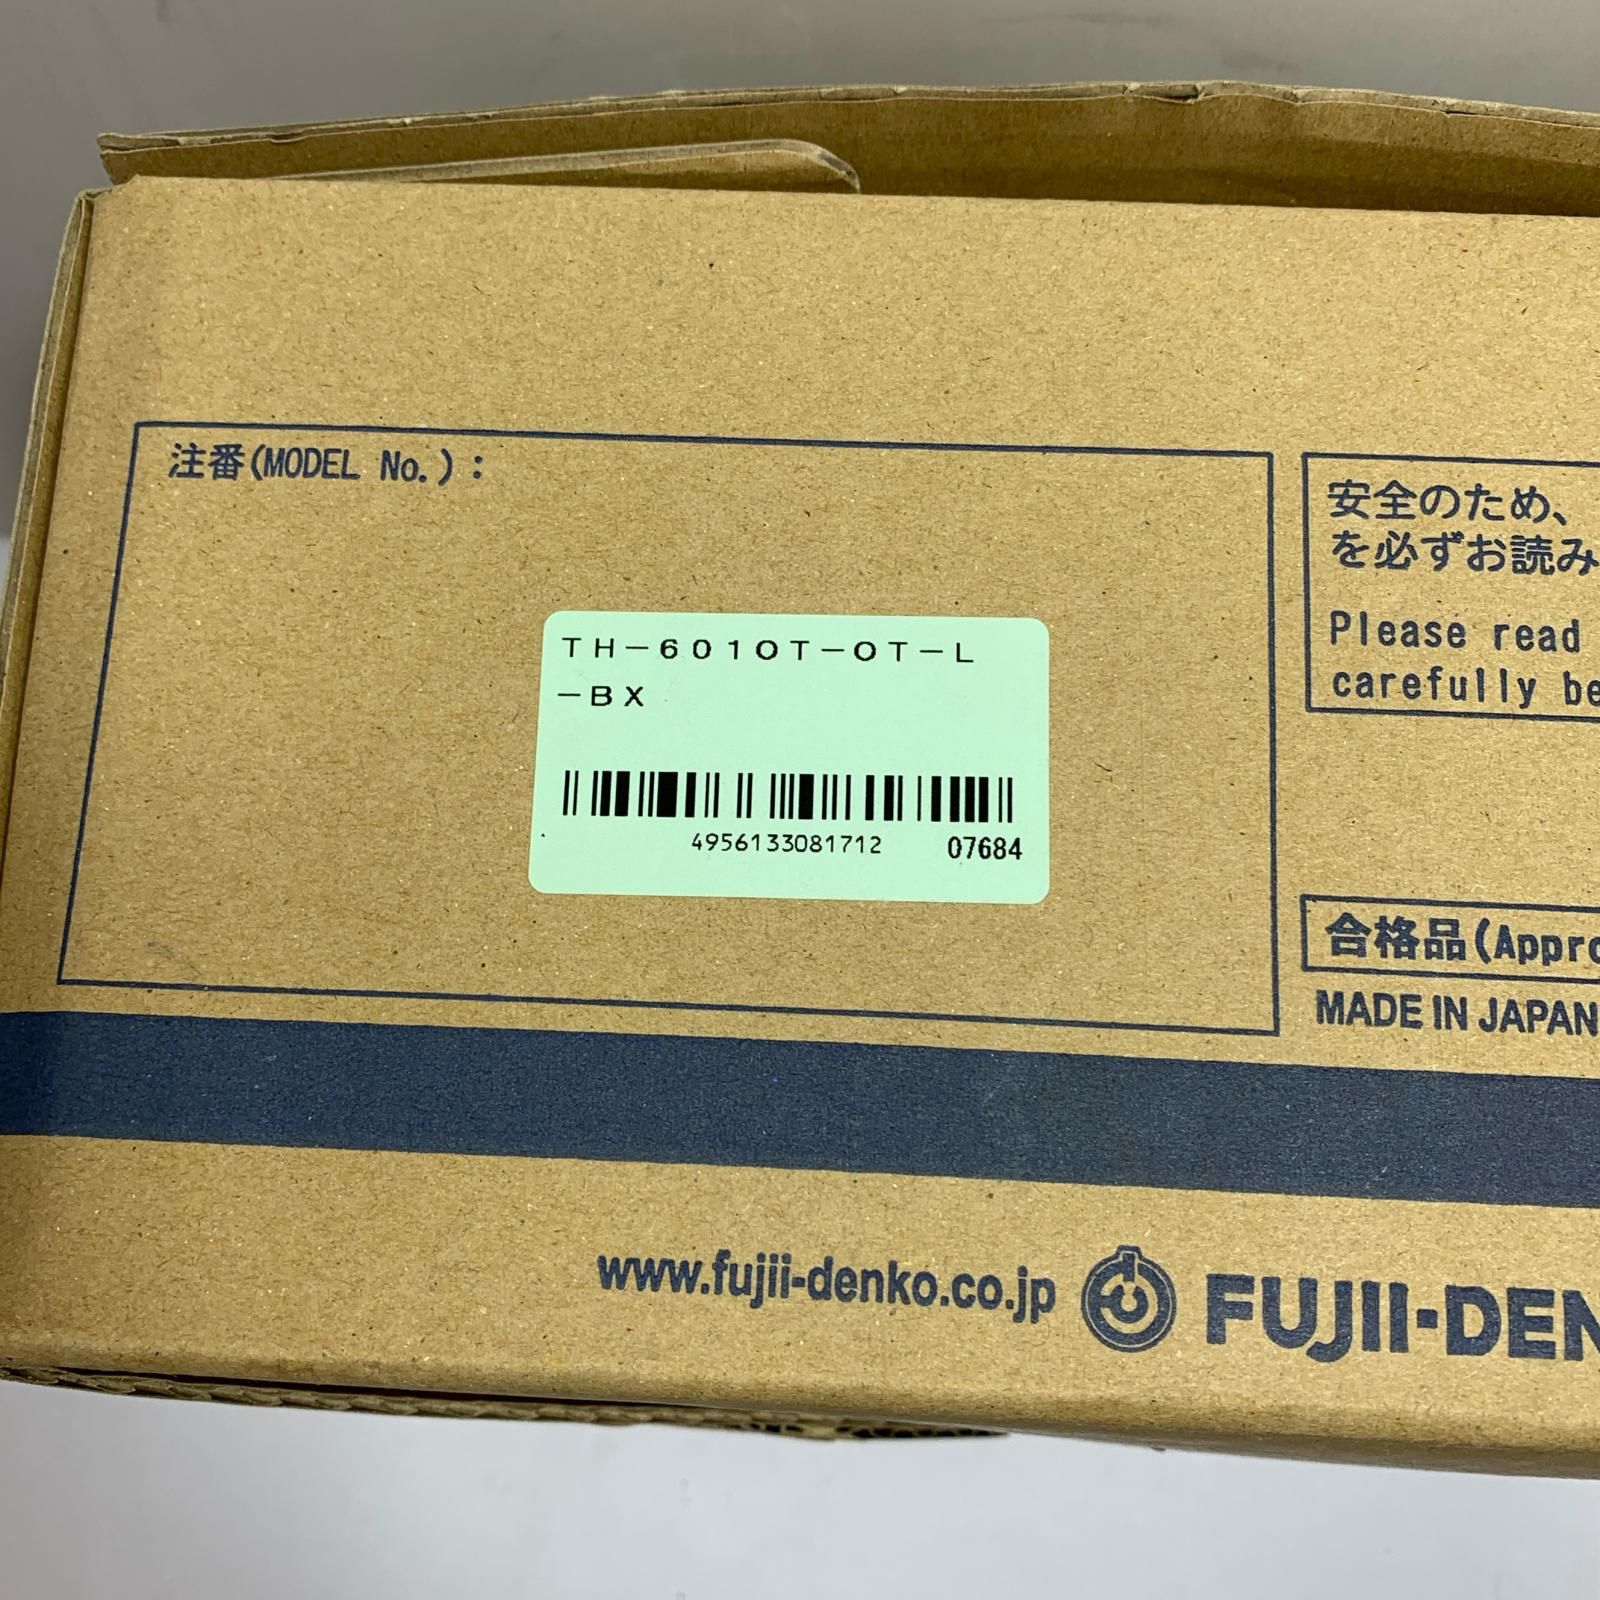 注番(MODEL No.):
TH-601OT-OT-L
-BX
4956133081712 07684
安全のため、
を必ずお読み
Please read
carefully be
合格品(Appro
MADE IN JAPAN
www.fujii-denko.co.jp FUJII-DEN